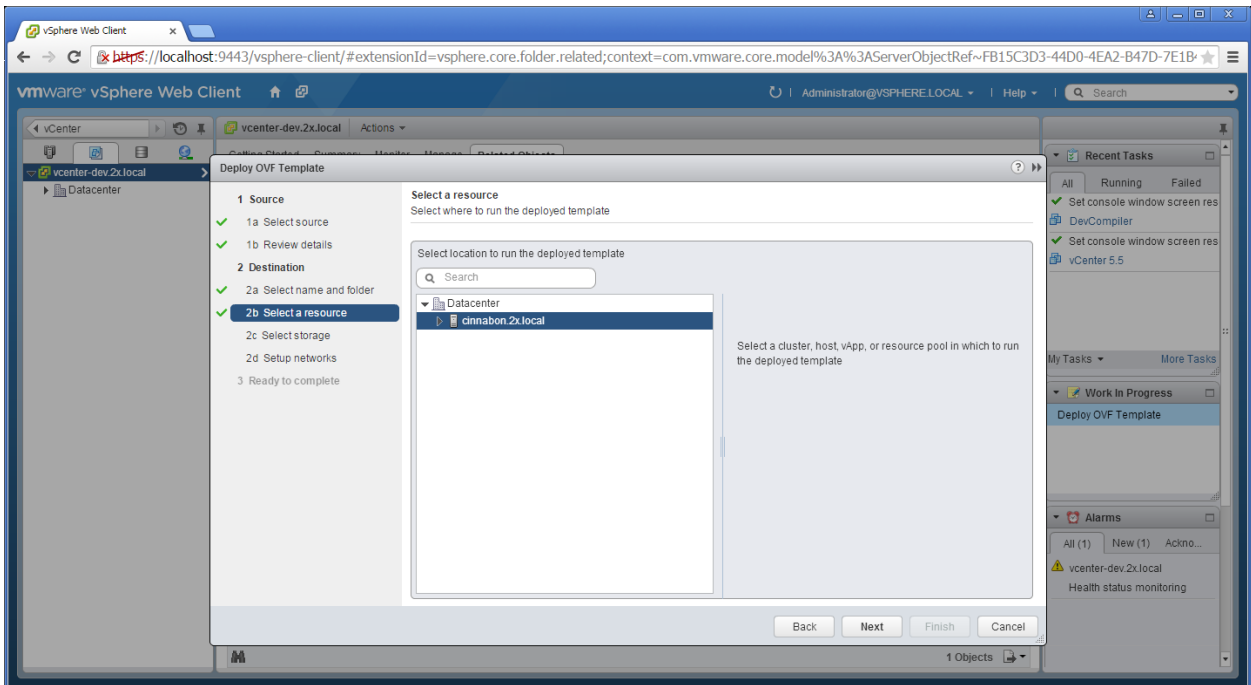 vSphere Web Client
https://localhost:9443/vsphere-client/#extensionId=vsphere.core.folder.related;context=com.vmware.core.model%3A%3AServerObjectRef~FB15C3D3-44D0-4EA2-B47D-7E1B
vmware® vSphere Web Client
Administrator@VSPHERE.LOCAL
Help
Search
vCenter
vcenter-dev.2x.local
Datacenter
vcenter-dev.2x.local
Actions
Getting Started Summary Monitor Manage Related Objects
Deploy OVF Template
1 Source
1a Select source
1b Review details
2 Destination
2a Select name and folder
2b Select a resource
2c Select storage
2d Setup networks
3 Ready to complete
Select a resource
Select where to run the deployed template
Select location to run the deployed template
Search
Datacenter
cinnabon.2x.local
Select a cluster, host, vApp, or resource pool in which to run
the deployed template
Back Next Finish Cancel
1 Objects
Recent Tasks
All Running Failed
Set console window screen res
DevCompiler
Set console window screen res
vCenter 5.5
My Tasks More Tasks
Work In Progress
Deploy OVF Template
Alarms
All (1) New (1) Ackno...
vcenter-dev.2x.local
Health status monitoring